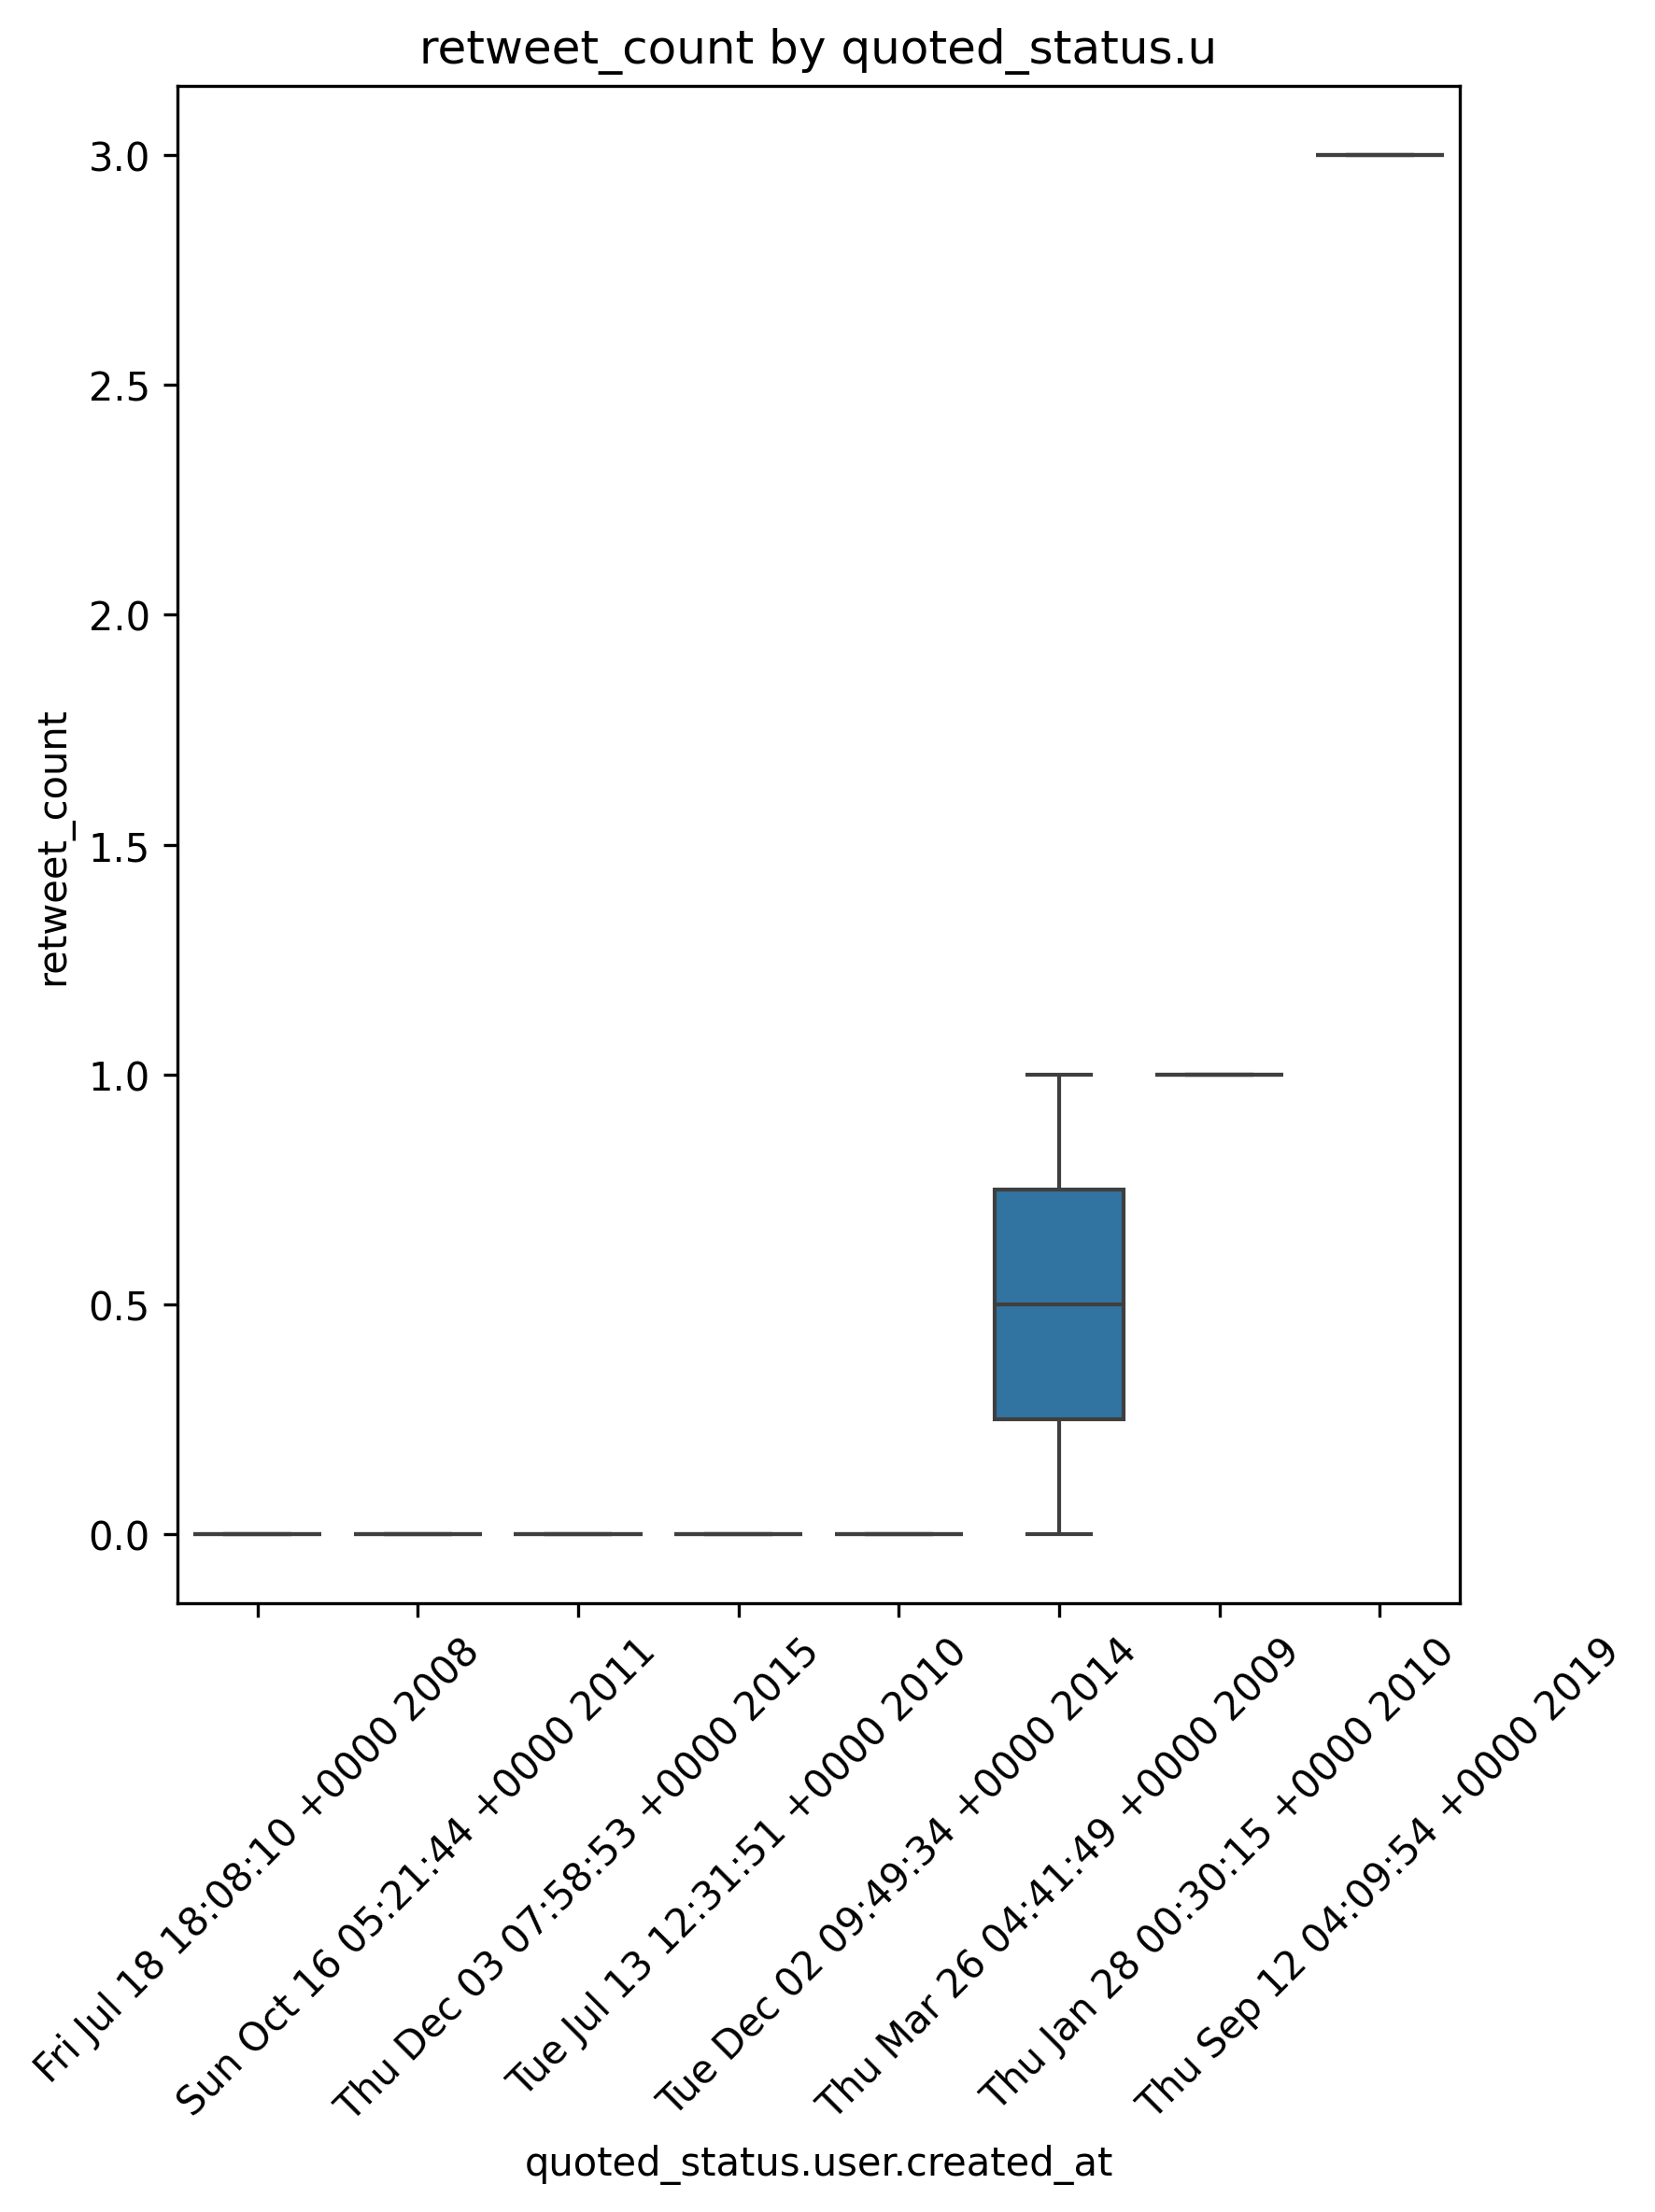 retweet_count by quoted_status.u
retweet_count
3.0
2.5
2.0
1.5
1.0
0.5
0.0
Fri Jul 18 18:08:10 +0000 2008
Sun Oct 16 05:21:44 +0000 2011
Thu Dec 03 07:58:53 +0000 2015
Tue Jul 13 12:31:51 +0000 2010
Tue Dec 02 09:49:34 +0000 2014
Thu Mar 26 04:41:49 +0000 2009
Thu Jan 28 00:30:15 +0000 2010
Thu Sep 12 04:09:54 +0000 2019
quoted_status.user.created_at